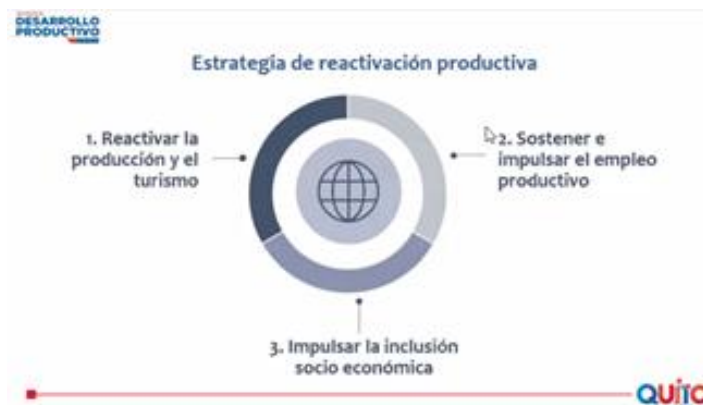 DESARROLLO
PRODUCTIVO
Estrategia de reactivación productiva
1. Reactivar la
producción y el
turismo
2. Sostener e
impulsar el empleo
productivo
3. Impulsar la inclusión
socio económica
QUITO